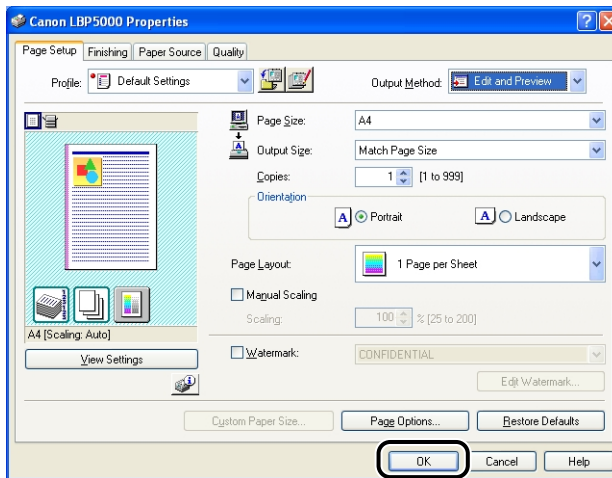 Canon LBP5000 Properties
Page Setup Finishing Paper Source Quality
Profile: Default Settings Output Method: Edit and Preview
Page Size: A4
Output Size: Match Page Size
Copies: 1 [1 to 999]
Orientation
A Portrait A Landscape
Page Layout: 1 Page per Sheet
Manual Scaling
Scaling: 100 % [25 to 200]
A4 [Scaling: Auto]
View Settings
Watermark: CONFIDENTIAL
Edit Watermark...
Custom Paper Size... Page Options... Restore Defaults
OK Cancel Help